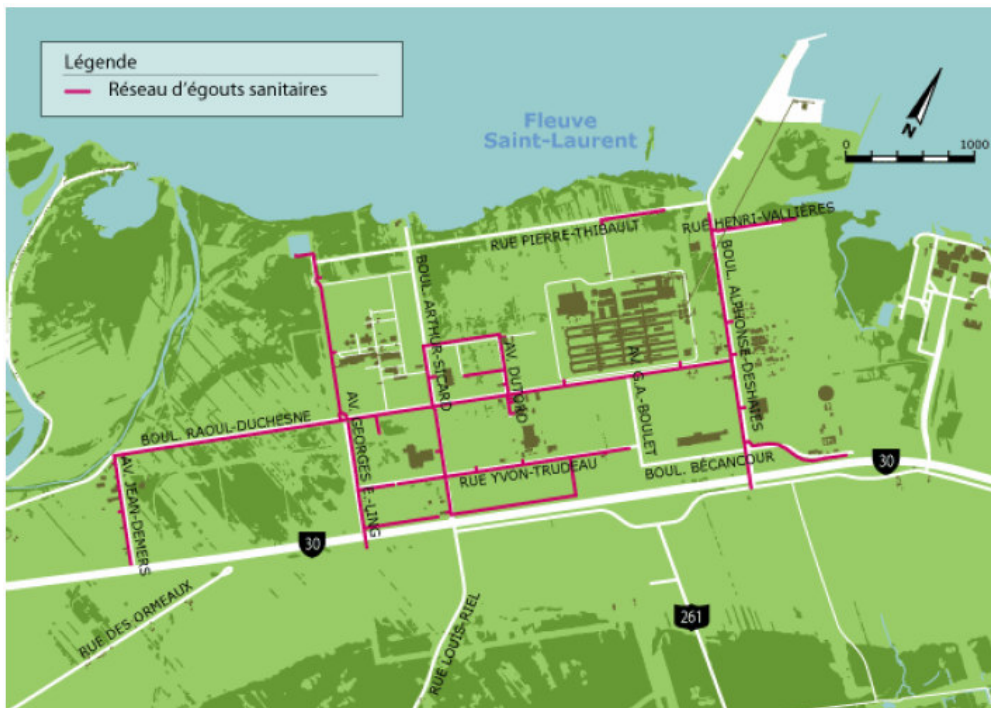 Légende
Réseau d'égouts sanitaires
Fleuve
Saint-Laurent
N
0 1000
RUE PIERRE-THIBAULT
RUE HENRI-VALLIÈRES
BOUL. ARTHUR-SICARD
BOUL. ALPHONSE-DESHAIES
AV. DUTORD
AV. G.A.-BOULET
AV. GEORGES-E.-LING
BOUL. RAOUL-DUCHESNE
AV. JEAN-DEMERS
RUE YVON-TRUDEAU
BOUL. BÉCANCOUR
30
30
RUE DES ORMEAUX
RUE LOUIS-RIEL
261